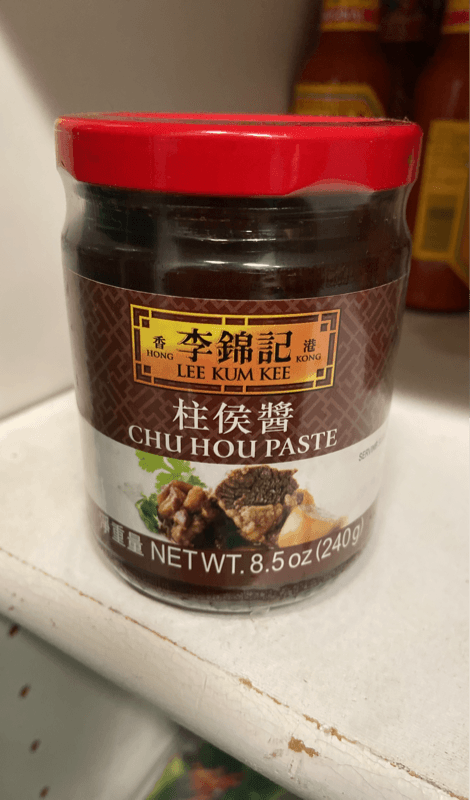 香 李錦記 港
HONG LEE KUM KEE KONG
柱侯醬
CHU HOU PASTE
淨重量 NET WT. 8.5 oz (240g)